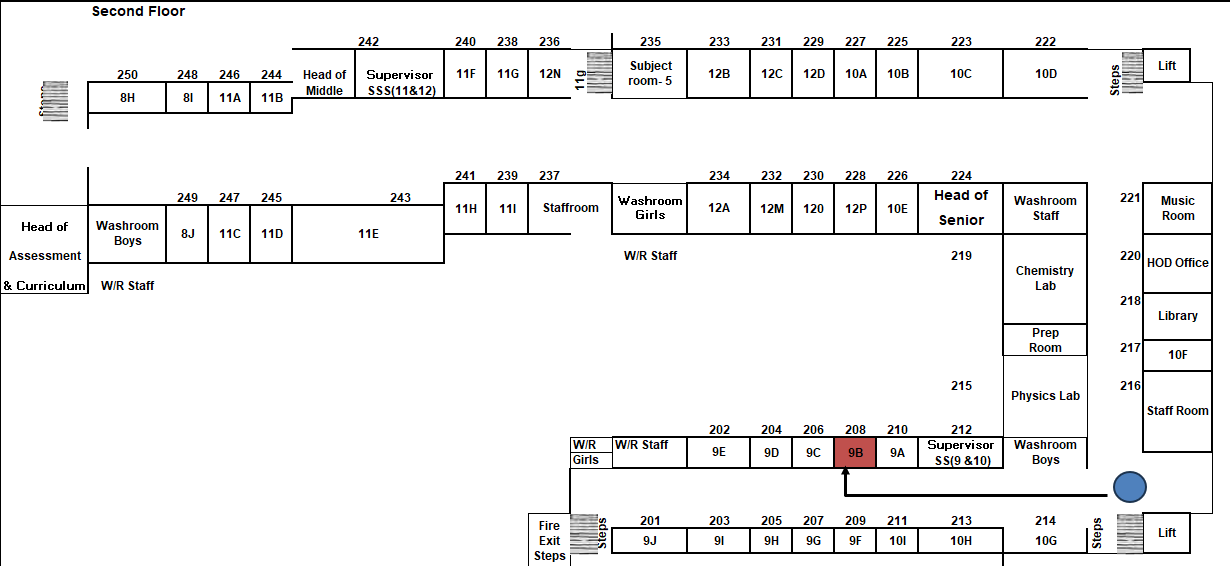 Second Floor
242 240 238 236 235 233 231 229 227 225 223 222
250 248 246 244
Head of Middle
Supervisor SSS(11&12)
11F 11G 12N 11g
Subject room- 5
12B 12C 12D 10A 10B 10C 10D Steps Lift
Steps 8H 8I 11A 11B
241 239 237 234 232 230 228 226 224
249 247 245 243
11H 11I Staffroom
Washroom Girls
12A 12M 120 12P 10E
Head of Senior
Washroom Staff
221 Music Room
Head of Assessment & Curriculum
Washroom Boys
8J 11C 11D 11E
W/R Staff
W/R Staff
219 Chemistry Lab
220 HOD Office
218 Library
Prep Room
217 10F
215 Physics Lab
216 Staff Room
202 204 206 208 210 212
W/R Girls
W/R Staff
9E 9D 9C 9B 9A
Supervisor SS(9 &10)
Washroom Boys
201 203 205 207 209 211 213 214
Fire Exit Steps
Steps 9J 9I 9H 9G 9F 10I 10H 10G Steps Lift